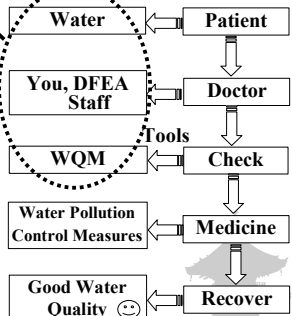 Water
Patient
You, DFEA
Staff
Doctor
Tools
WQM
Check
Water Pollution
Control Measures
Medicine
Good Water
Quality
Recover